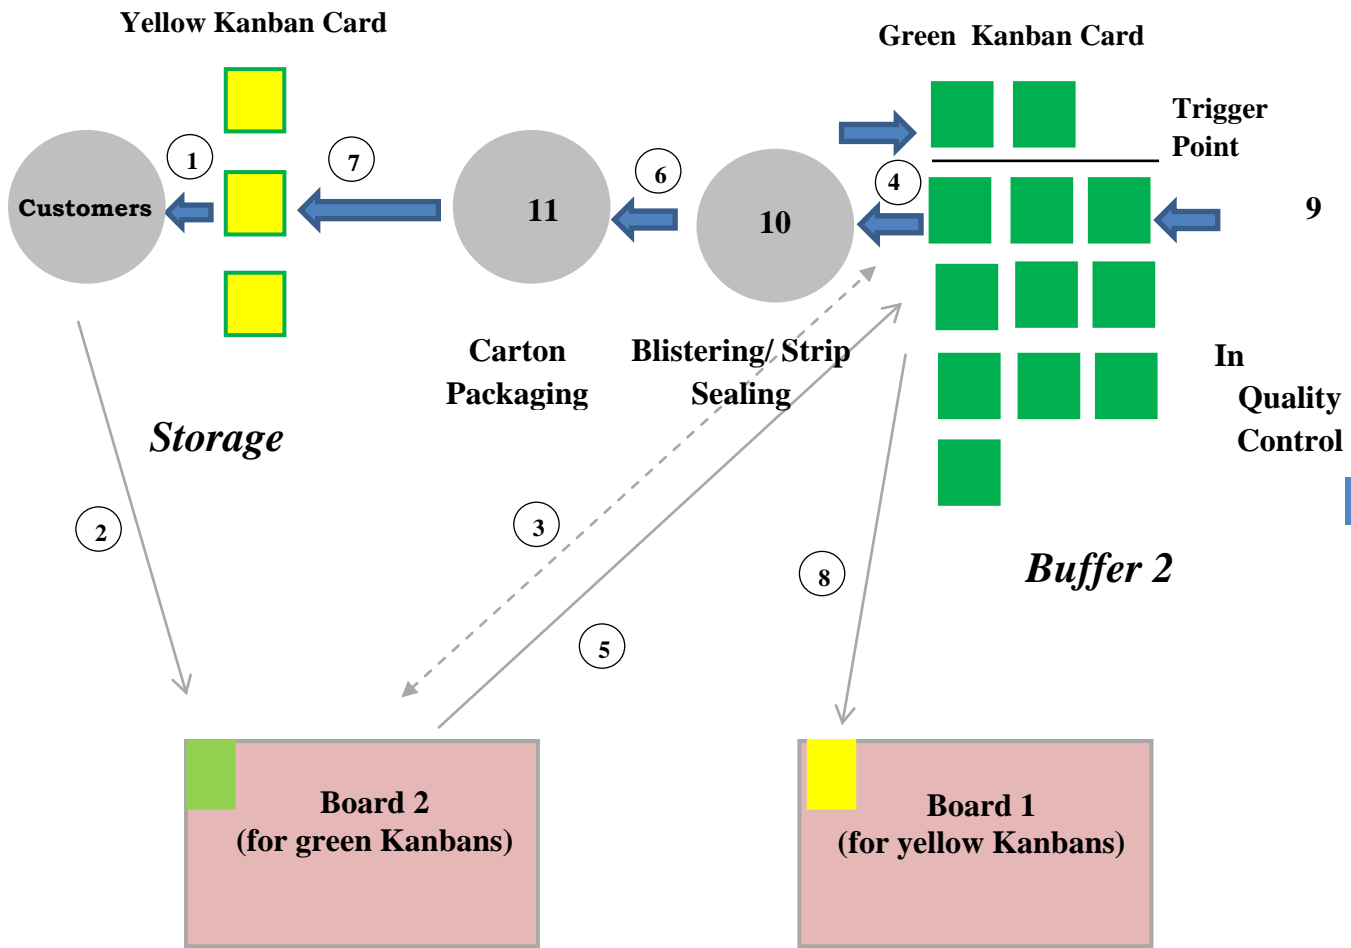 Yellow Kanban Card
Green Kanban Card
Trigger
Point
1
7
6
4
Customers
11
10
9
Carton
Packaging
Blistering/ Strip
Sealing
In
Quality
Control
Storage
2
3
8
5
Buffer 2
Board 2
(for green Kanbans)
Board 1
(for yellow Kanbans)